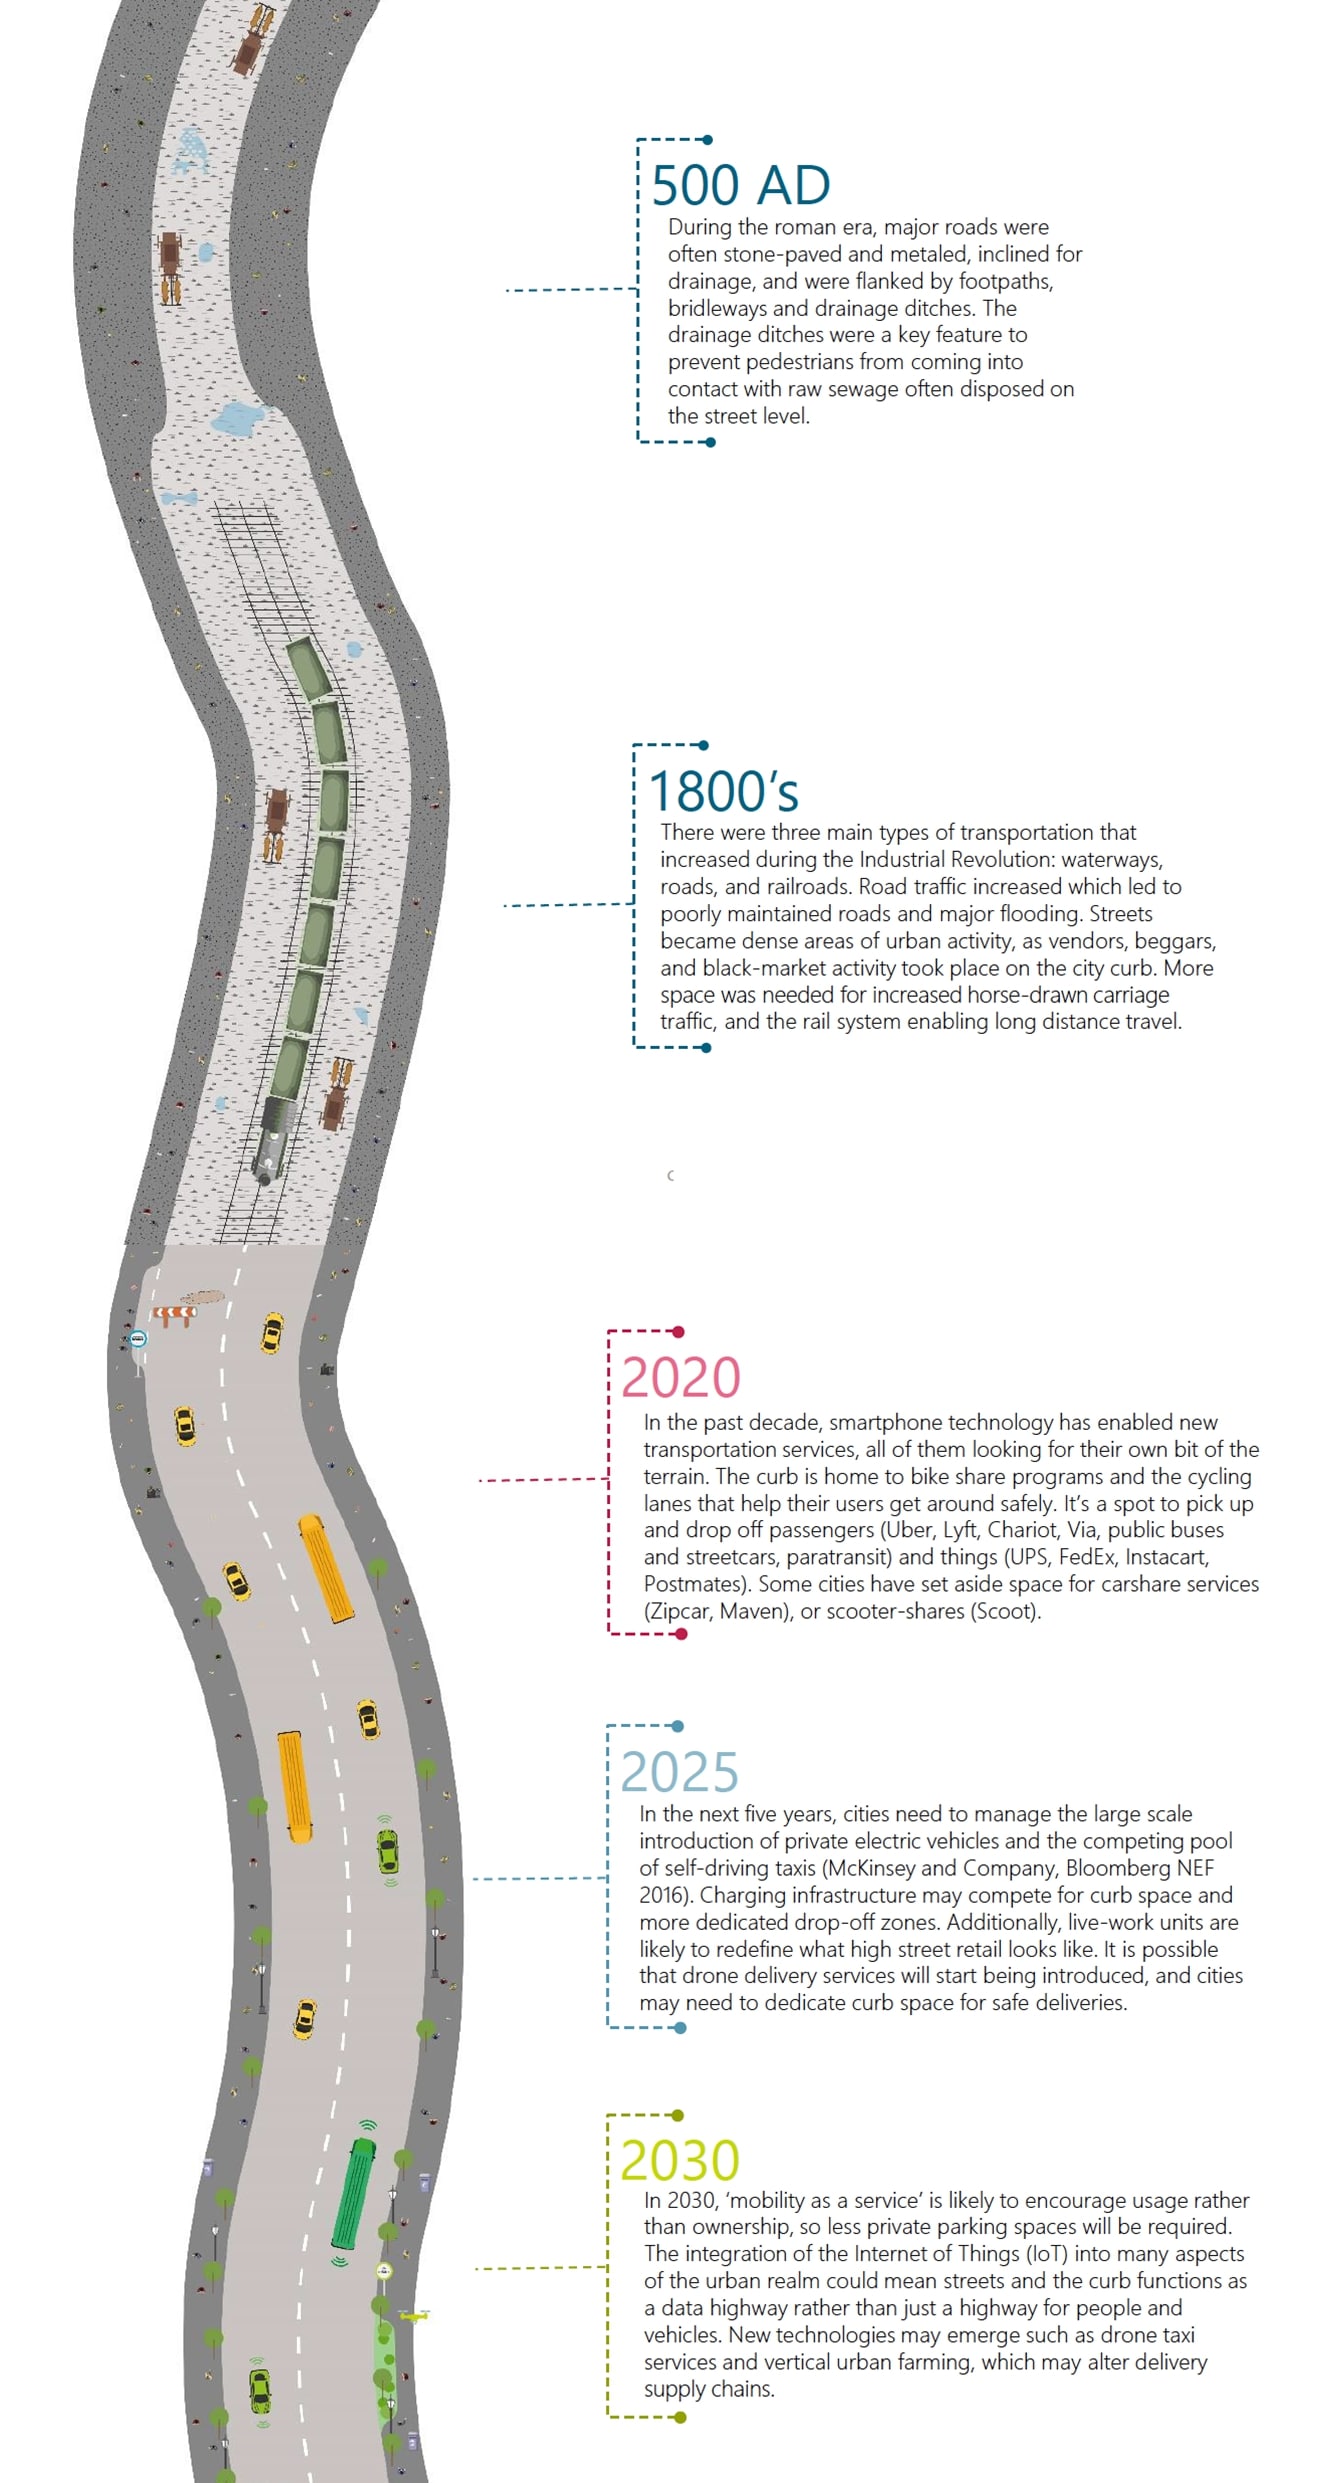 500 AD
During the roman era, major roads were
often stone-paved and metaled, inclined for
drainage, and were flanked by footpaths,
bridleways and drainage ditches. The
drainage ditches were a key feature to
prevent pedestrians from coming into
contact with raw sewage often disposed on
the street level.
1800's
There were three main types of transportation that
increased during the Industrial Revolution: waterways,
roads, and railroads. Road traffic increased which led to
poorly maintained roads and major flooding. Streets
became dense areas of urban activity, as vendors, beggars,
and black-market activity took place on the city curb. More
space was needed for increased horse-drawn carriage
traffic, and the rail system enabling long distance travel.
2020
In the past decade, smartphone technology has enabled new
transportation services, all of them looking for their own bit of the
terrain. The curb is home to bike share programs and the cycling
lanes that help their users get around safely. It's a spot to pick up
and drop off passengers (Uber, Lyft, Chariot, Via, public buses
and streetcars, paratransit) and things (UPS, FedEx, Instacart,
Postmates). Some cities have set aside space for carshare services
(Zipcar, Maven), or scooter-shares (Scoot).
2025
In the next five years, cities need to manage the large scale
introduction of private electric vehicles and the competing pool
of self-driving taxis (McKinsey and Company, Bloomberg NEF
2016). Charging infrastructure may compete for curb space and
more dedicated drop-off zones. Additionally, live-work units are
likely to redefine what high street retail looks like. It is possible
that drone delivery services will start being introduced, and cities
may need to dedicate curb space for safe deliveries.
2030
In 2030, 'mobility as a service' is likely to encourage usage rather
than ownership, so less private parking spaces will be required.
The integration of the Internet of Things (IoT) into many aspects
of the urban realm could mean streets and the curb functions as
a data highway rather than just a highway for people and
vehicles. New technologies may emerge such as drone taxi
services and vertical urban farming, which may alter delivery
supply chains.